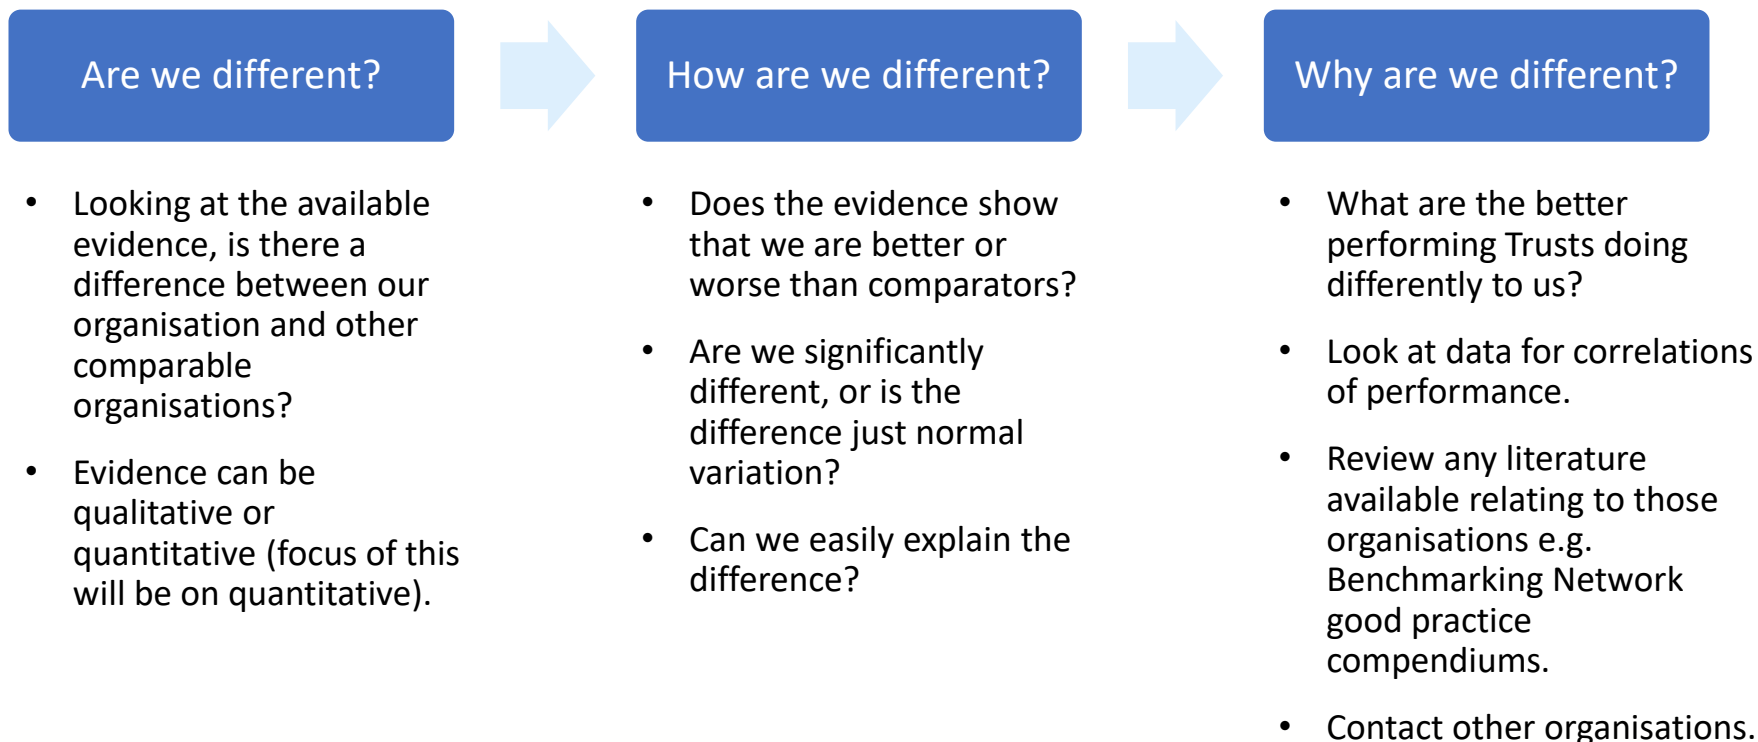 Are we different?
• Looking at the available
evidence, is there a
difference between our
organisation and other
comparable
organisations?
• Evidence can be
qualitative or
quantitative (focus of this
will be on quantitative).
How are we different?
• Does the evidence show
that we are better or
worse than comparators?
• Are we significantly
different, or is the
difference just normal
variation?
• Can we easily explain the
difference?
Why are we different?
• What are the better
performing Trusts doing
differently to us?
• Look at data for correlations
of performance.
• Review any literature
available relating to those
organisations e.g.
Benchmarking Network
good practice
compendiums.
• Contact other organisations.